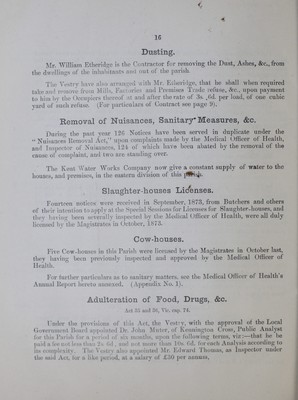 16
Dusting.
Mr. William Etheridge is the Contractor for removing the Dust, Ashes, &c., from
the dwellings of the inhabitants and out of the parish
The Vestry have also arranged with Mr. Etheridge, that he shall when required
take and remove from Mills, Factories and Premises Trade refuse, &c., upon payment
to him by the Occupiers thereof at and after the rate of 3s 6d. per load, of one cubic
yard of such refuse. (For particulars of Contract see page 9).
Removal of Nuisances, Sanitary Measures, &c.
During the past year 126 Notices have been served in duplicate under the
"Nuisances Removal Act," upon complaints made by the Medical Officer of Health,
and Inspector of Nuisances, 124 of which have been abated by the removal of the
cause of complaint, and two are standing over.
The Kent Water Works Company now give a constant supply of water to the
houses, and premises, in the eastern division of this
Slaughter-houses Licenses.
Fourteen notices were received in September, 1873, from Butchers and others
of their intention to apply at the Special Sessions for Licenses for Slaughter-houses, and
they having been severally inspected by the Medical Officer of Health, were all duly
licensed by the Magistrates in October, 1873.
Cow-houses.
Five Cow-houses in this Parish were licensed by the Magistrates in October last,
they having been previously inspected and approved by the Medical Officer of
Health.
For further particulars as to sanitary matters, see the Medical Officer of Health's
Annual Report hereto annexed. (Appendix No. 1).
Adulteration of Food, Drugs, &c.
Act 35 and 36, Vic: cap. 74.
Under the provisions of this Act, the Vestry, with the approval of the Local
Government Board appointed Dr. John Muter, of Kennington Cross, Public Analyst
for this Parish for a period of six months, upon the following terms, viz:—that he be
paid a fee not less than 2s. 6d., and not more than 10s. 6d. for each Analysis according to
its complexity. The Vestry also appointed Mr. Edward Thomas, as Inspector under
the said Act, for a like period, at a salary of £50 per annum,